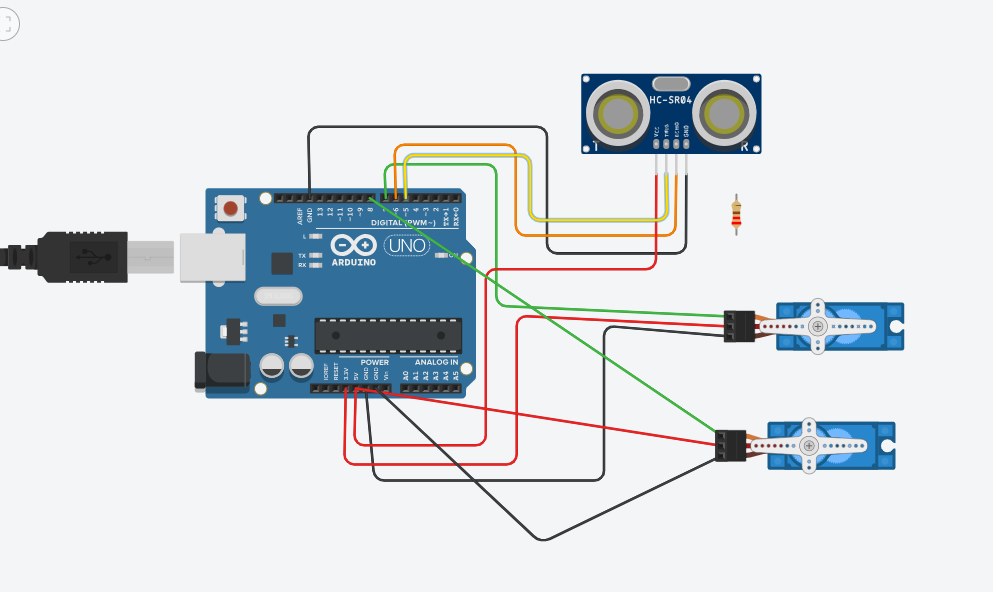 HC-SR04
VCC
TRIG
ECHO
GND
T
R
AREF
GND
13
12
~11
~10
~9
8
7
~6
~5
4
~3
2
TX→1
RX←0
DIGITAL (PWM ~)
L
TX
RX
UNO
ARDUINO
ON
POWER
ANALOG IN
IOREF
RESET
3.3V
5V
GND
GND
Vin
A0
A1
A2
A3
A4
A5